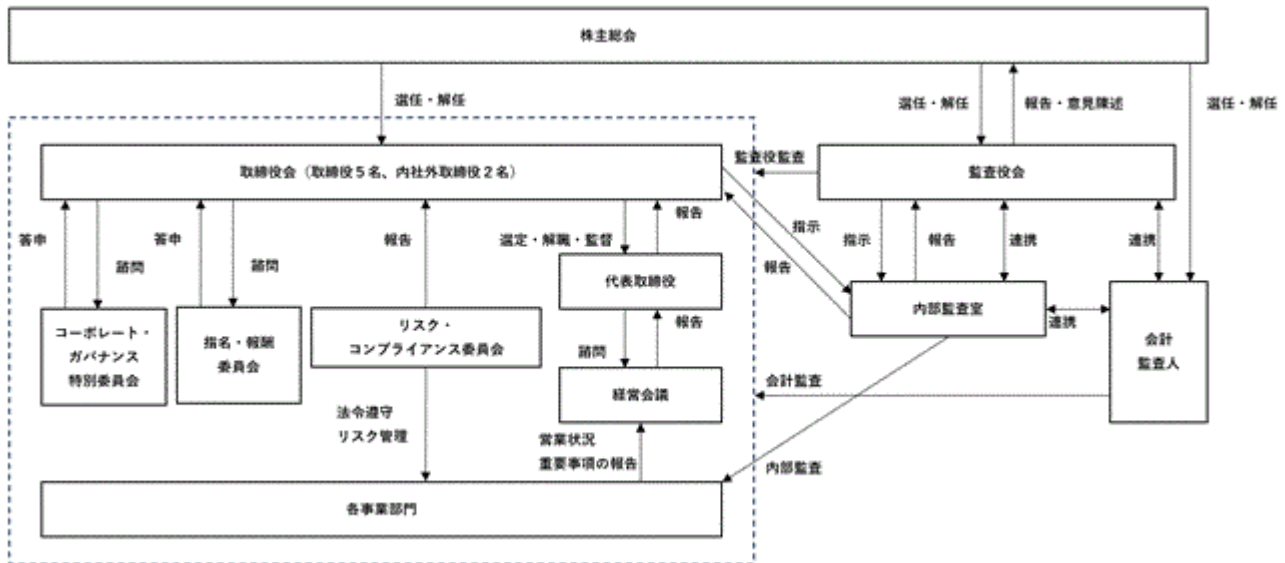 株主総会
選任・解任
選任・解任
報告・意見陳述
選任・解任
取締役会(取締役5名、内社外取締役2名)
監査役監査
監査役会
答申
諮問
答申
諮問
報告
選定・解職・監督
報告
指示
報告
指示
報告
連携
連携
代表取締役
内部監査室
連携
会計
監査人
コーポレート・
ガバナンス
特別委員会
指名・報酬
委員会
リスク・
コンプライアンス委員会
諮問
報告
経営会議
会計監査
法令遵守
リスク管理
営業状況
重要事項の報告
内部監査
各事業部門